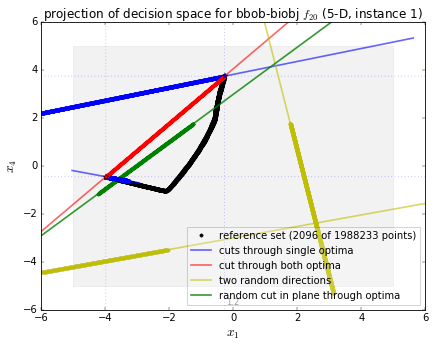 projection of decision space for bbob-biobj f₂₀ (5-D, instance 1)
6
4
2
0
−2
−4
−6
x₄
reference set (2096 of 1988233 points)
cuts through single optima
cut through both optima
two random directions
random cut in plane through optima
1.2
−6 −4 −2 0 2 4 6
x₁